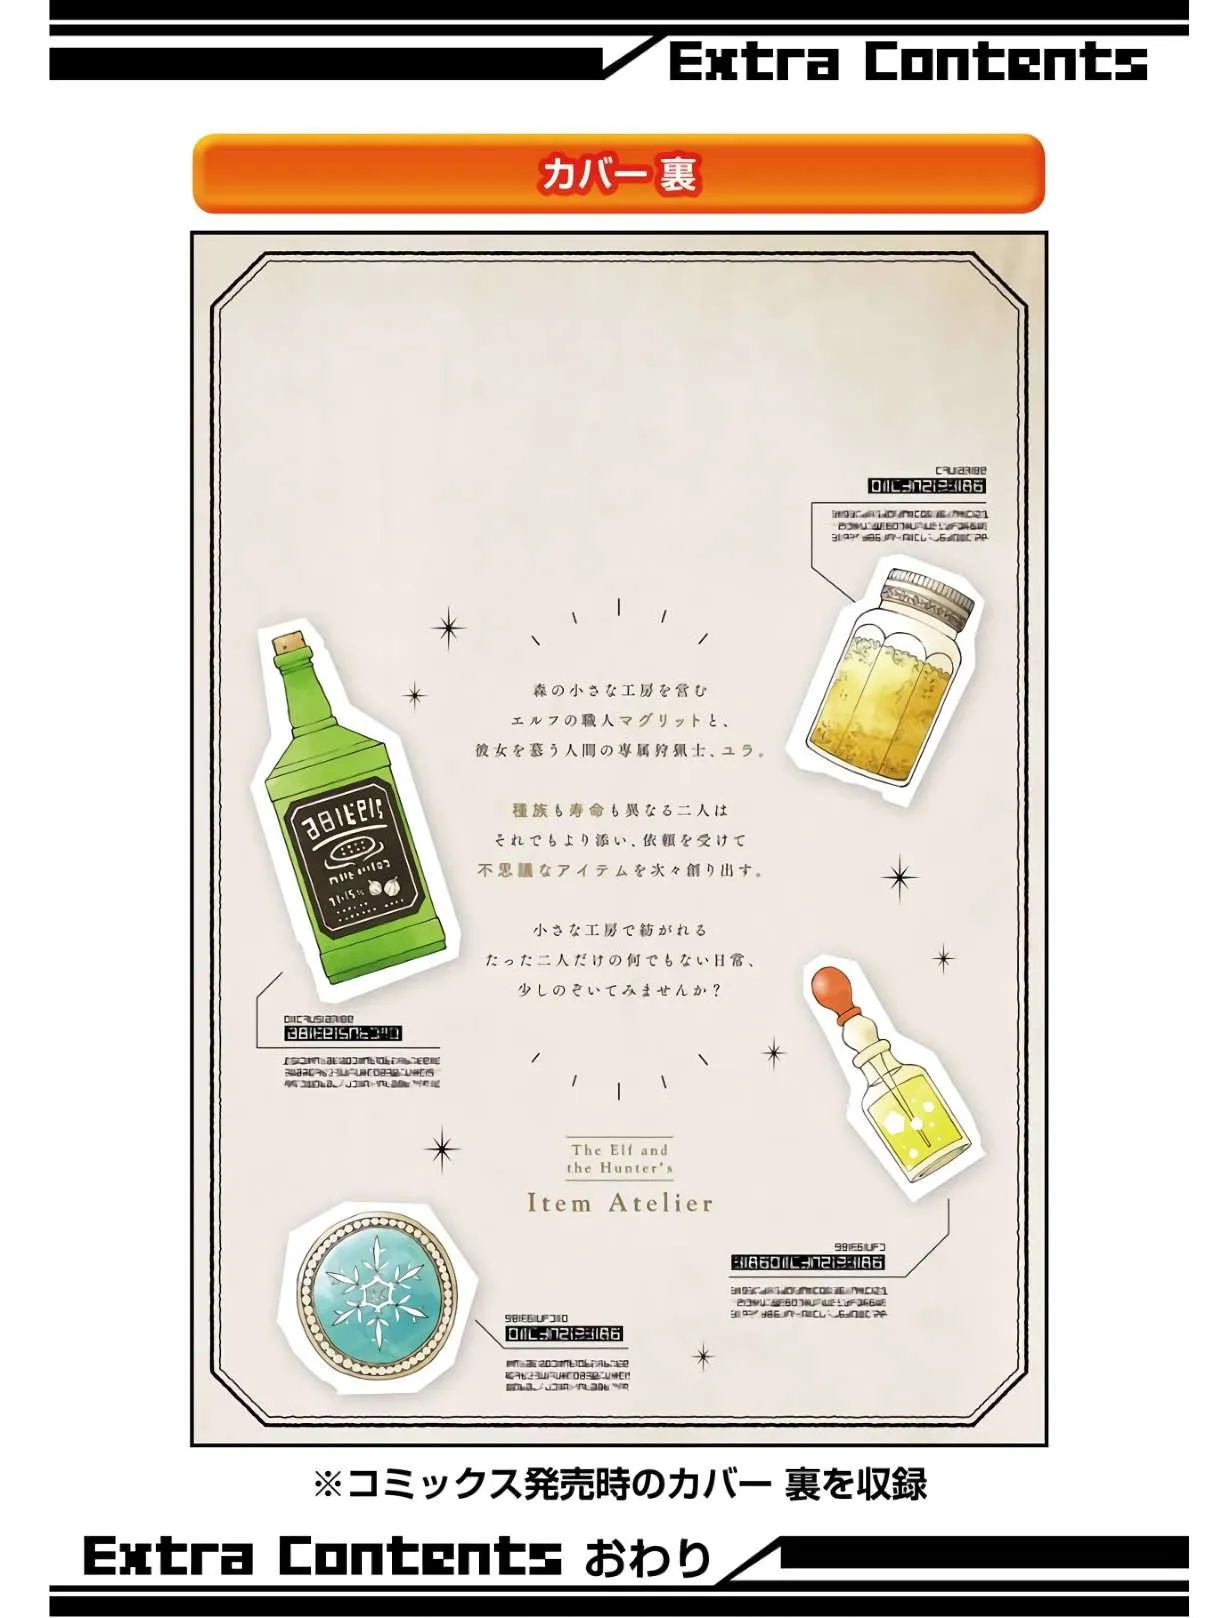 Extra Contents
カバー 裏
森の小さな工房を営む
エルフの職人マグリットと、
彼女を慕う人間の専属狩猟士、ユラ。
種族も寿命も異なる二人は
それでもより添い、依頼を受けて
不思議なアイテムを次々創り出す。
小さな工房で紡がれる
たった二人だけの何でもない日常、
少しのぞいてみませんか？
The Elf and
the Hunter's
Item Atelier
※コミックス発売時のカバー 裏を収録
Extra Contents おわり